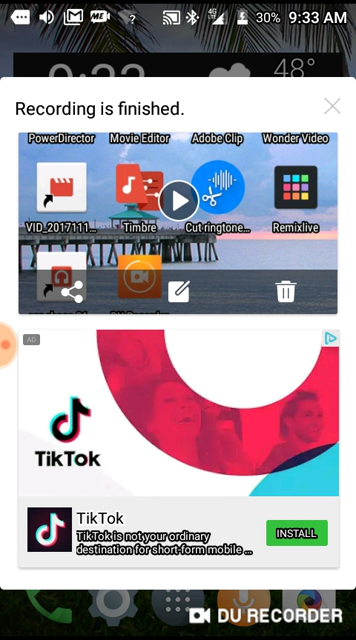 ? 4G 30% 9:33 AM
48°
Recording is finished.
PowerDirector Movie Editor Adobe Clip Wonder Video
VID_2017111... Timbre Cut ringtone... Remixlive
AD
TikTok
TikTok
TikTok is not your ordinary
destination for short-form mobile ...
INSTALL
DU RECORDER